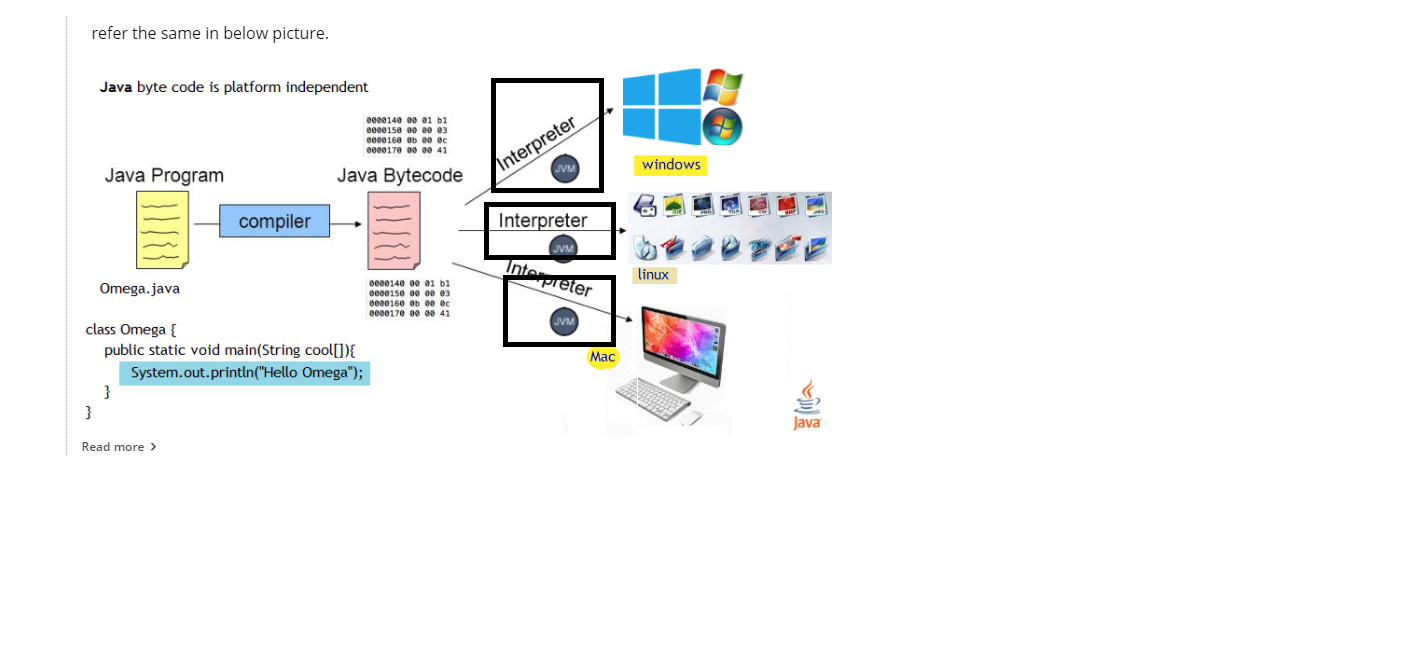 refer the same in below picture.
Java byte code is platform independent
0000140 00 01 b1
0000150 00 00 03
0000160 0b 00 0c
0000170 00 00 41
Java Program
Java Bytecode
compiler
Interpreter
JVM
windows
Interpreter
JVM
linux
Interpreter
JVM
Mac
Omega.java
0000140 00 01 b1
0000150 00 00 03
0000160 0b 00 0c
0000170 00 00 41
class Omega {
public static void main(String cool[]){
System.out.println("Hello Omega");
}
}
Java
Read more >